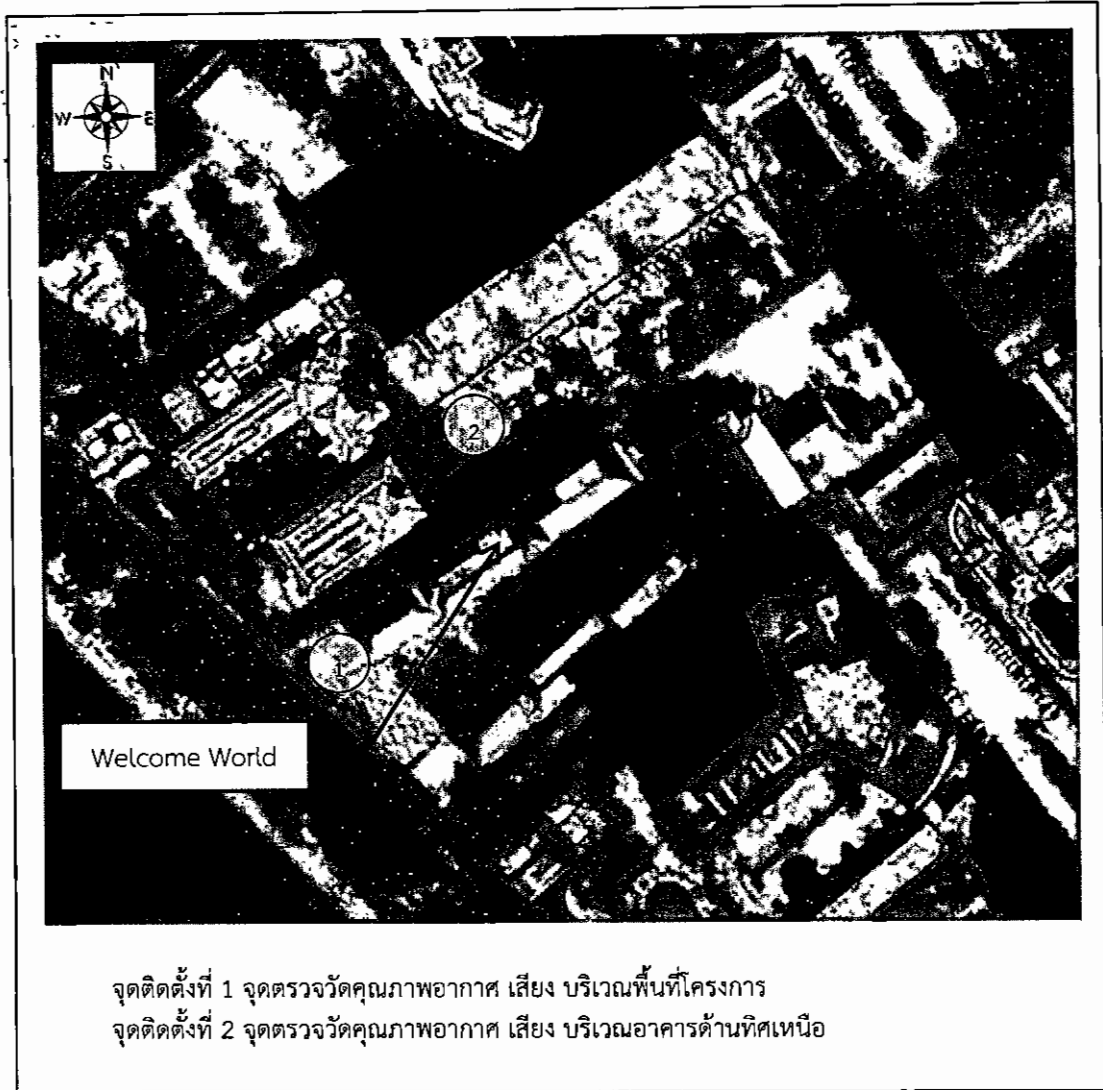 N
W E
S
2
1
Welcome World
จุดติดตั้งที่ 1 จุดตรวจวัดคุณภาพอากาศ เสียง บริเวณพื้นที่โครงการ
จุดติดตั้งที่ 2 จุดตรวจวัดคุณภาพอากาศ เสียง บริเวณอาคารด้านทิศเหนือ